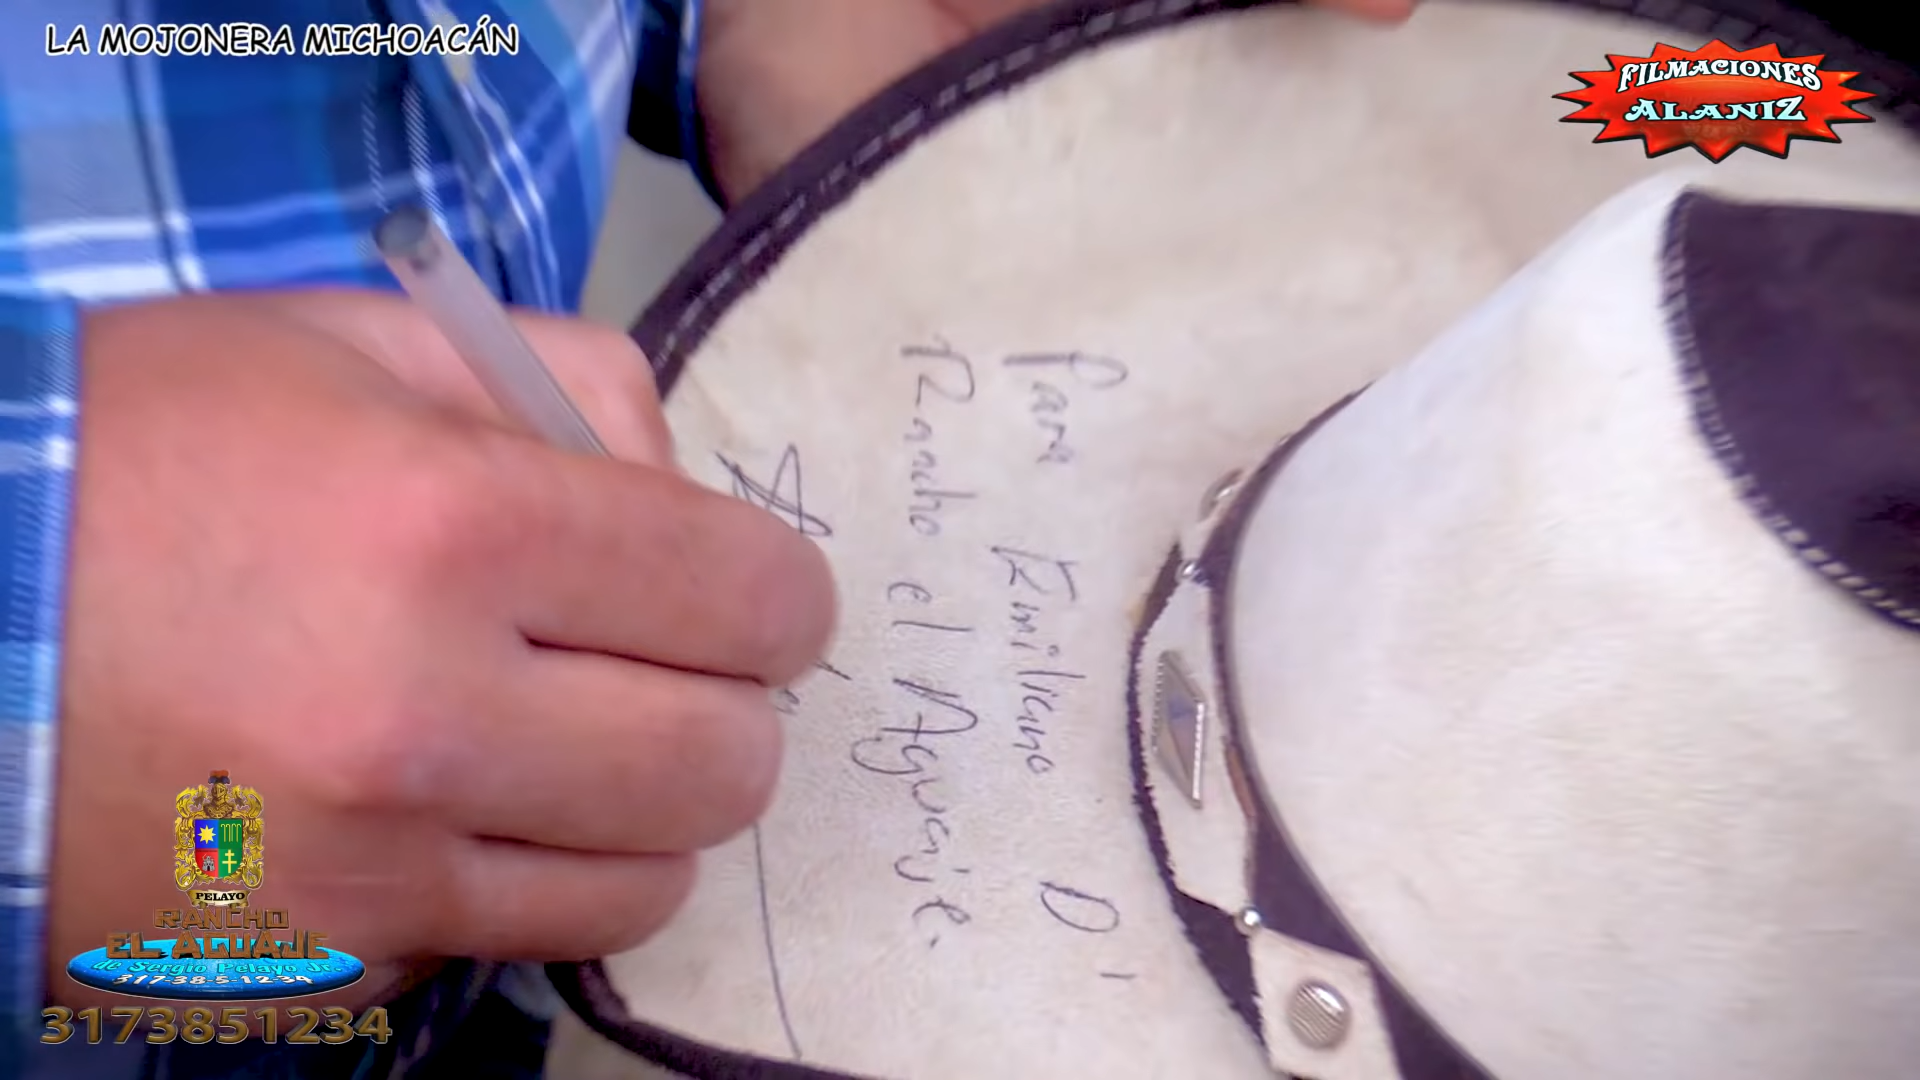 LA MOJONERA MICHOACÁN
FILMACIONES
ALANIZ
Para Emiliano D'
Rancho el Aguaje.
PELAYO
RANCHO
EL AGUAJE
de Sergio Pelayo Jr.
317-38-5-12-34
3173851234